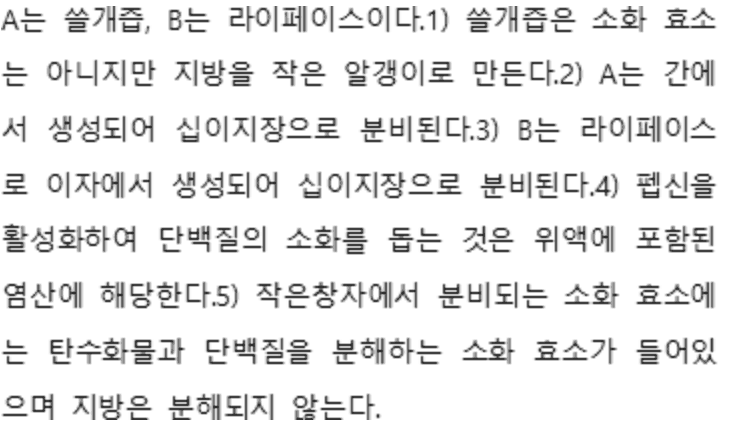 A는 쓸개즙, B는 라이페이스이다.1) 쓸개즙은 소화 효소
는 아니지만 지방을 작은 알갱이로 만든다.2) A는 간에
서 생성되어 십이지장으로 분비된다.3) B는 라이페이스
로 이자에서 생성되어 십이지장으로 분비된다.4) 펩신을
활성화하여 단백질의 소화를 돕는 것은 위액에 포함된
염산에 해당한다.5) 작은창자에서 분비되는 소화 효소에
는 탄수화물과 단백질을 분해하는 소화 효소가 들어있
으며 지방은 분해되지 않는다.